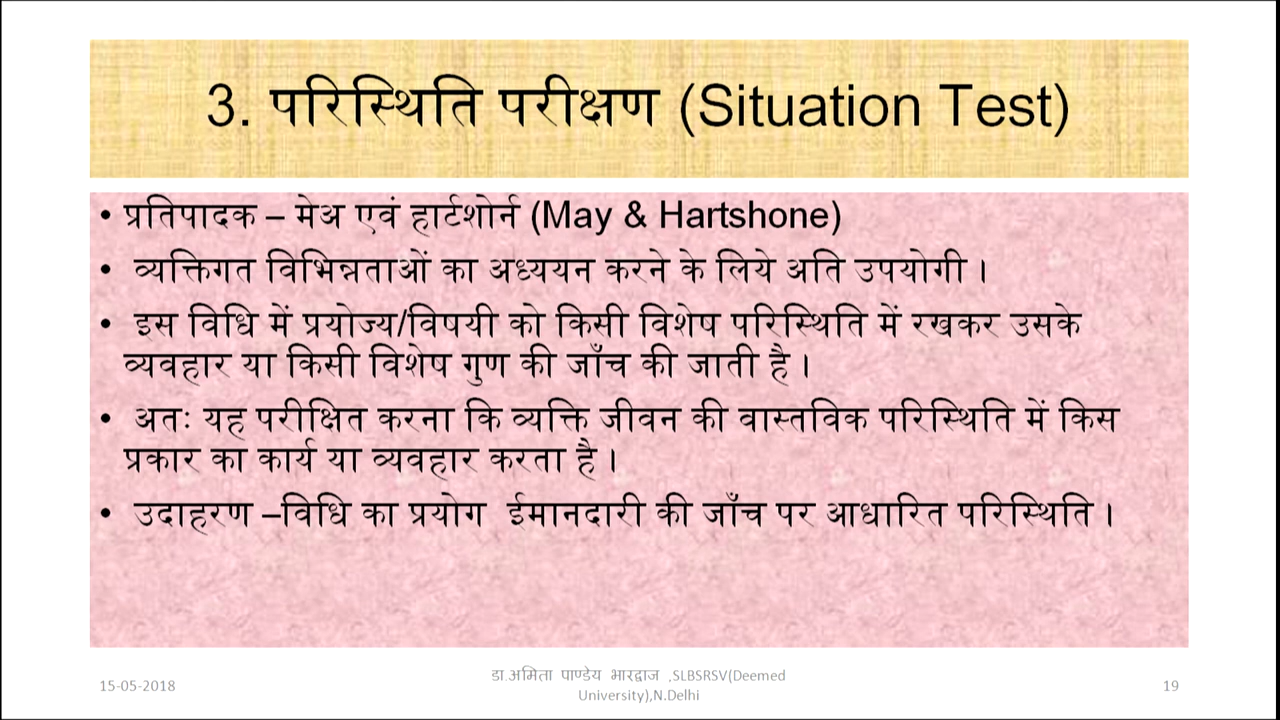 3. परिस्थिति परीक्षण (Situation Test)
• प्रतिपादक – मेअ एवं हार्टशोर्न (May & Hartshone)
• व्यक्तिगत विभिन्नताओं का अध्ययन करने के लिये अति उपयोगी ।
• इस विधि में प्रयोज्य/विषयी को किसी विशेष परिस्थिति में रखकर उसके
व्यवहार या किसी विशेष गुण की जाँच की जाती है ।
• अतः यह परीक्षित करना कि व्यक्ति जीवन की वास्तविक परिस्थिति में किस
प्रकार का कार्य या व्यवहार करता है ।
• उदाहरण –विधि का प्रयोग ईमानदारी की जाँच पर आधारित परिस्थिति ।
15-05-2018
डा.अमिता पाण्डेय भारद्वाज ,SLBSRSV(Deemed
University),N.Delhi
19